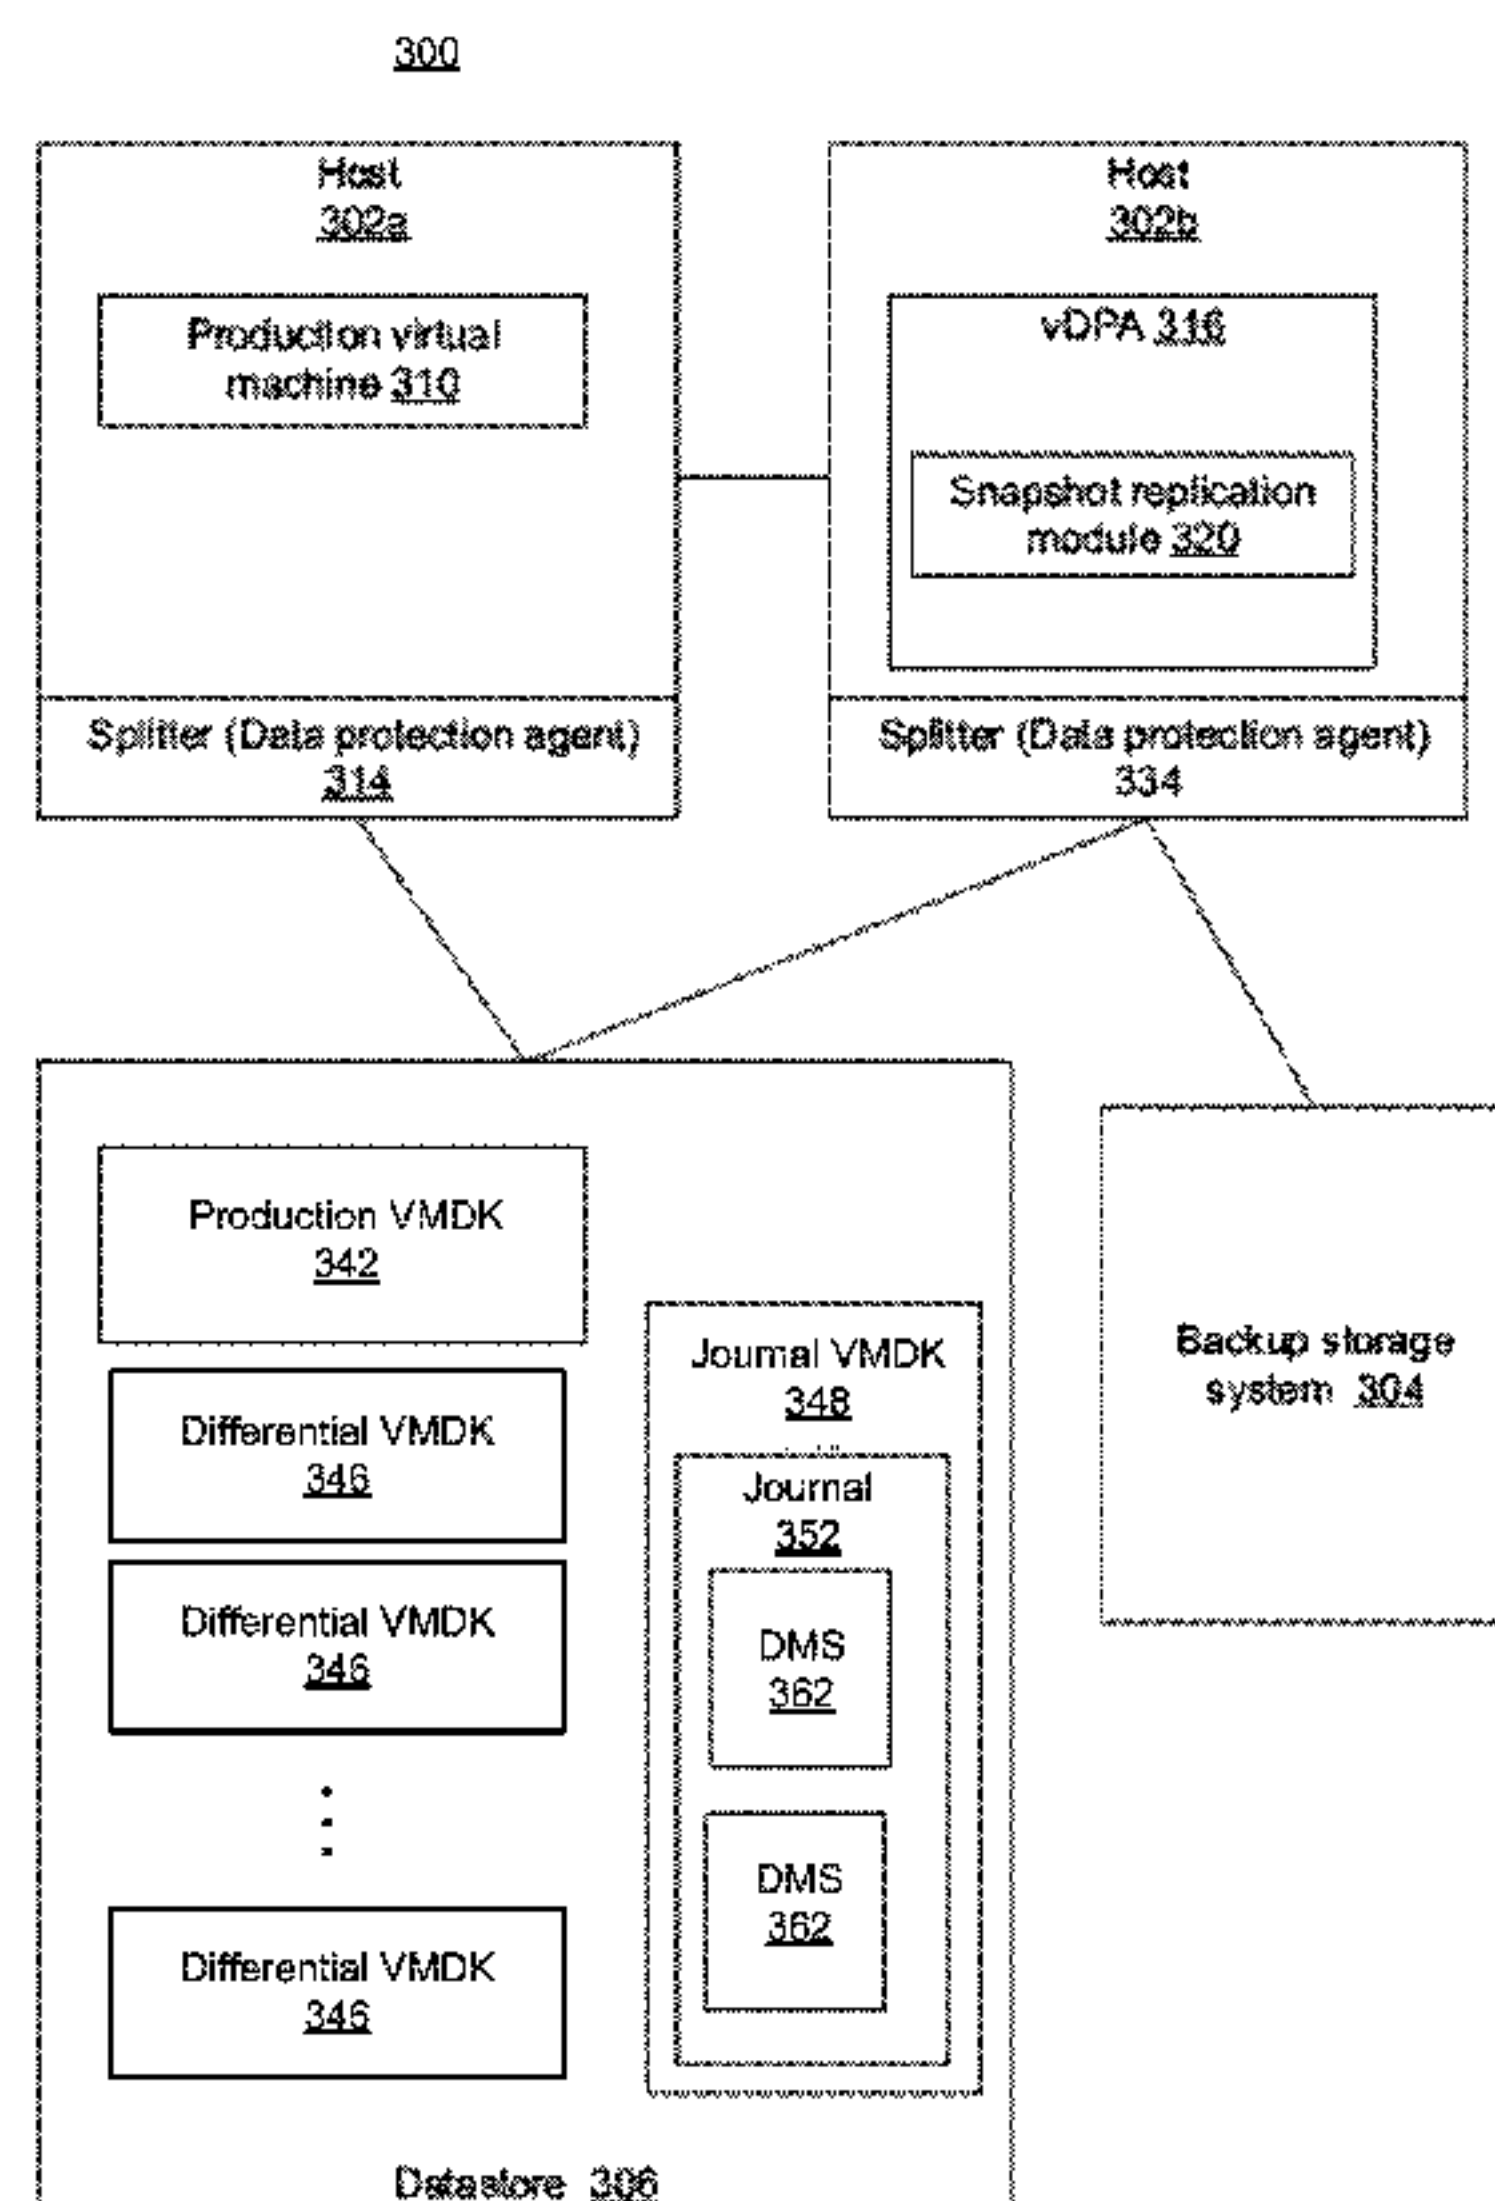 300
Host
302a
Production virtual
machine 310
Splitter (Data protection agent)
314
Host
302b
vDPA 316
Snapshot replication
module 320
Splitter (Data protection agent)
334
Production VMDK
342
Differential VMDK
346
Differential VMDK
346
Differential VMDK
346
Journal VMDK
348
Journal
352
DMS
362
DMS
362
Datastore 306
Backup storage
system 304